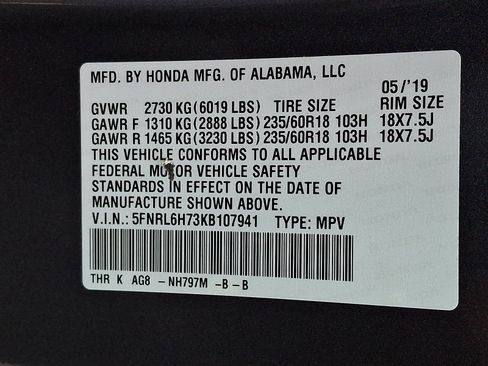 MFD. BY HONDA MFG. OF ALABAMA, LLC
05/'19
GVWR 2730 KG(6019 LBS) TIRE SIZE RIM SIZE
GAWR F 1310 KG(2888 LBS) 235/60R18 103H 18X7.5J
GAWR R 1465 KG(3230 LBS) 235/60R18 103H 18X7.5J
THIS VEHICLE CONFORMS TO ALL APPLICABLE
FEDERAL MOTOR VEHICLE SAFETY
STANDARDS IN EFFECT ON THE DATE OF
MANUFACTURE SHOWN ABOVE.
V.I.N.: 5FNRL6H73KB107941 TYPE: MPV
THR K AG8 - NH797M - B - B